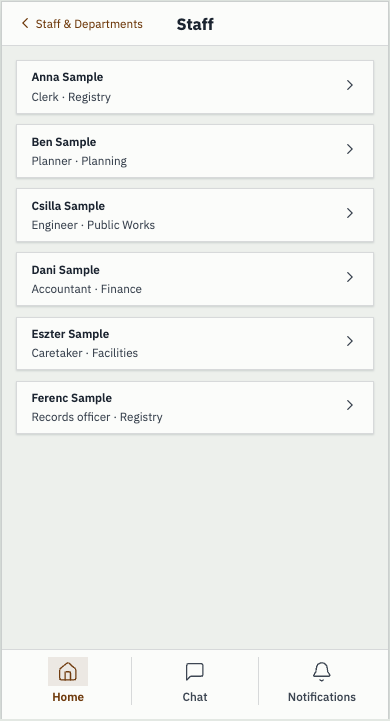 Staff & Departments
Staff
Anna Sample
Clerk · Registry
Ben Sample
Planner · Planning
Csilla Sample
Engineer · Public Works
Dani Sample
Accountant · Finance
Eszter Sample
Caretaker · Facilities
Ferenc Sample
Records officer · Registry
Home
Chat
Notifications